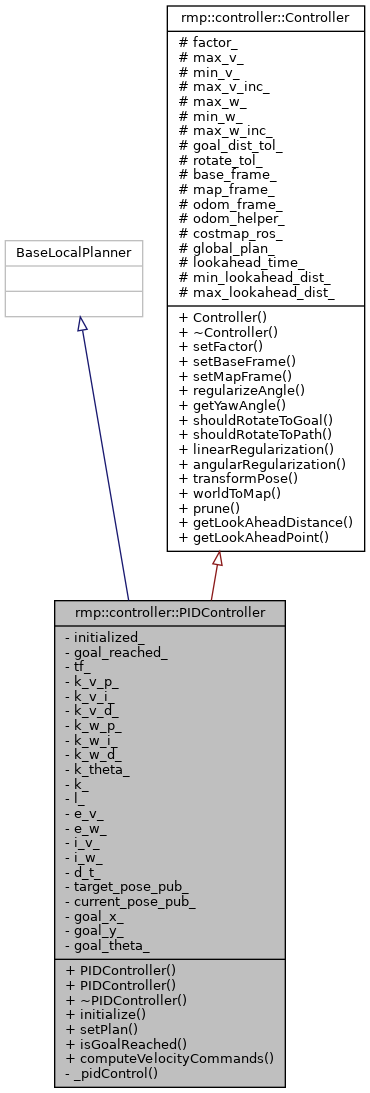 rmp::controller::Controller
# factor_
# max_v_
# min_v_
# max_v_inc_
# max_w_
# min_w_
# max_w_inc_
# goal_dist_tol_
# rotate_tol_
# base_frame_
# map_frame_
# odom_frame_
# odom_helper_
# costmap_ros_
# global_plan_
# lookahead_time_
# min_lookahead_dist_
# max_lookahead_dist_
+ Controller()
+ ~Controller()
+ setFactor()
+ setBaseFrame()
+ setMapFrame()
+ regularizeAngle()
+ getYawAngle()
+ shouldRotateToGoal()
+ shouldRotateToPath()
+ linearRegularization()
+ angularRegularization()
+ transformPose()
+ worldToMap()
+ prune()
+ getLookAheadDistance()
+ getLookAheadPoint()
BaseLocalPlanner
rmp::controller::PIDController
- initialized_
- goal_reached_
- tf_
- k_v_p_
- k_v_i_
- k_v_d_
- k_w_p_
- k_w_i_
- k_w_d_
- k_theta_
- k_
- l_
- e_v_
- e_w_
- i_v_
- i_w_
- d_t_
- target_pose_pub_
- current_pose_pub_
- goal_x_
- goal_y_
- goal_theta_
+ PIDController()
+ PIDController()
+ ~PIDController()
+ initialize()
+ setPlan()
+ isGoalReached()
+ computeVelocityCommands()
- _pidControl()